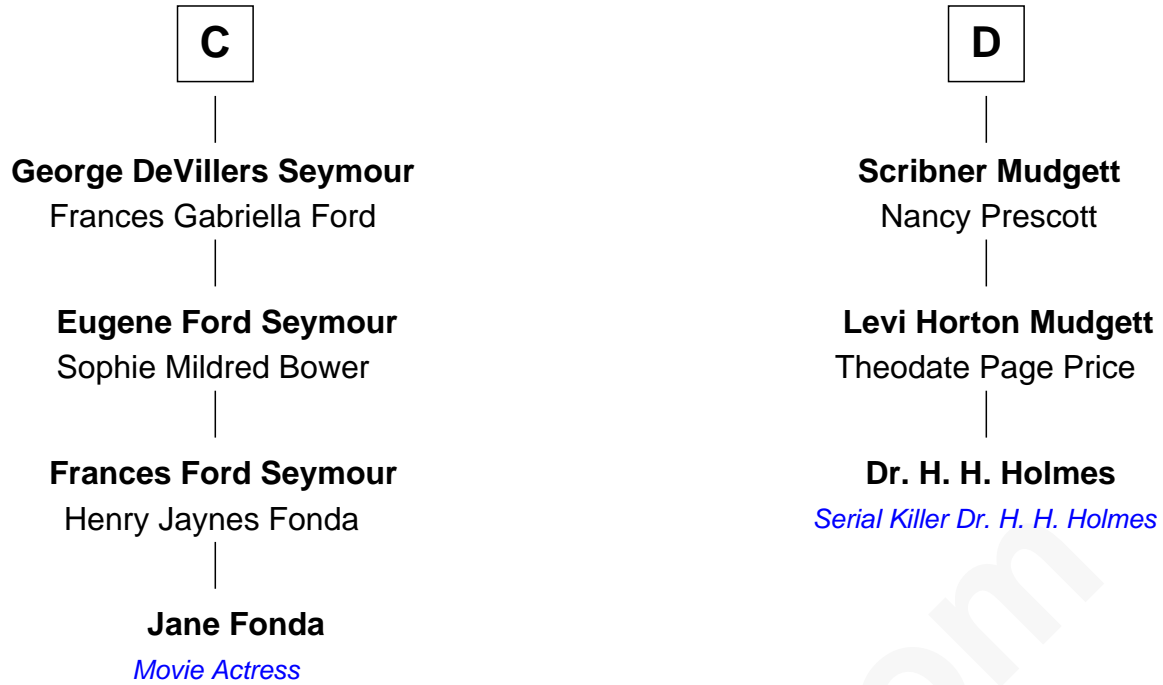 C
George DeVillers Seymour
Frances Gabriella Ford
Eugene Ford Seymour
Sophie Mildred Bower
Frances Ford Seymour
Henry Jaynes Fonda
Jane Fonda
Movie Actress
D
Scribner Mudgett
Nancy Prescott
Levi Horton Mudgett
Theodate Page Price
Dr. H. H. Holmes
Serial Killer Dr. H. H. Holmes
om